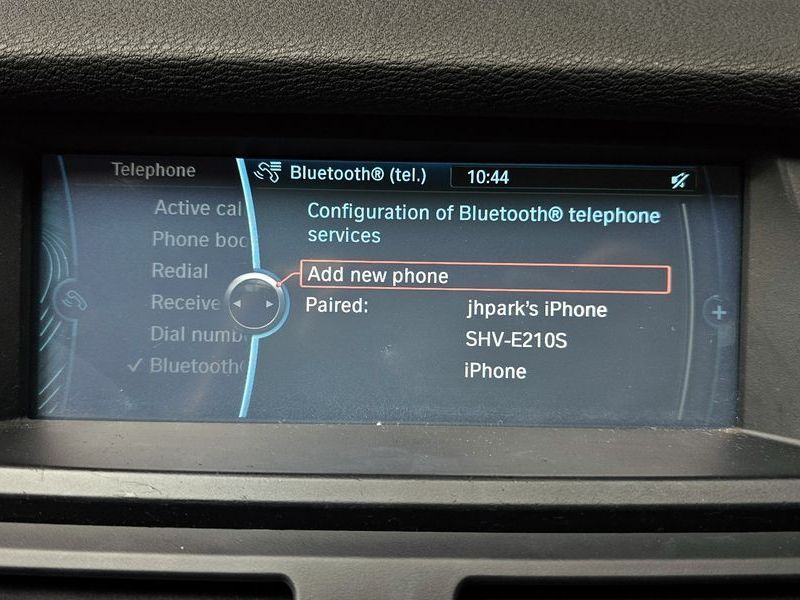 Telephone
Bluetooth® (tel.)
10:44
Active cal
Phone boo
Redial
Receive
Dial numb
Bluetooth®
Configuration of Bluetooth® telephone
services
Add new phone
Paired: jhpark's iPhone
SHV-E210S
iPhone